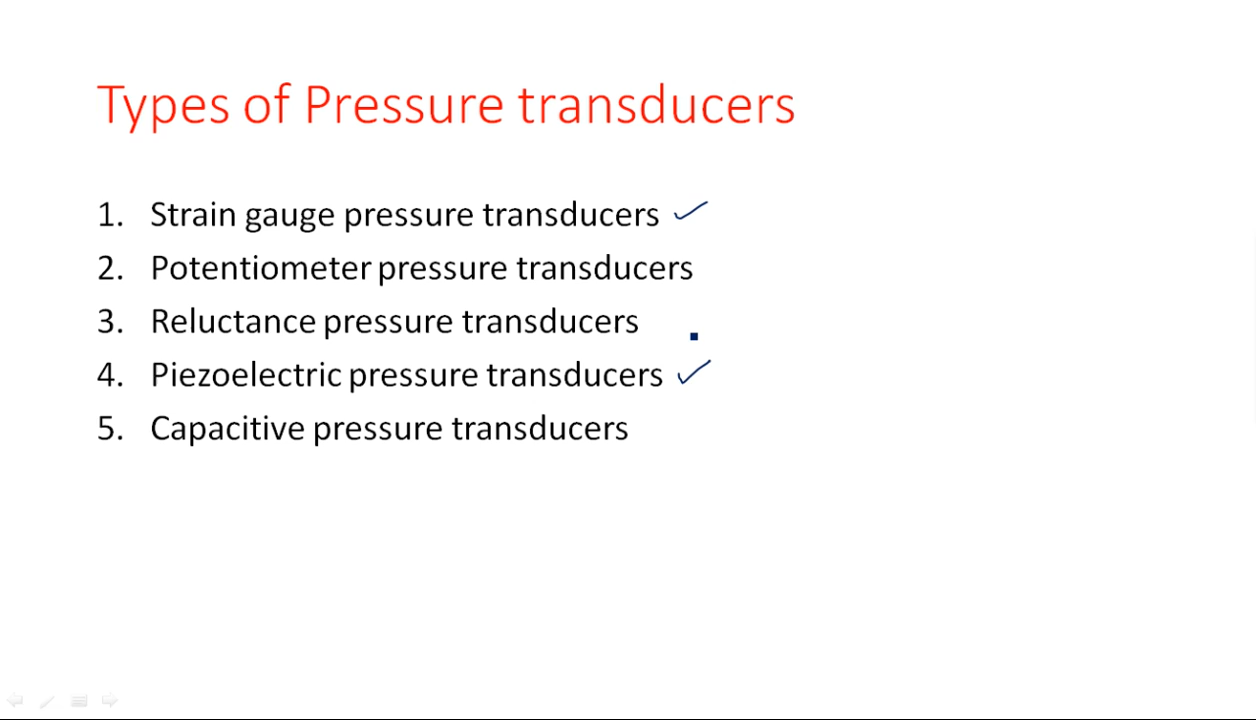 Types of Pressure transducers
1. Strain gauge pressure transducers ✓
2. Potentiometer pressure transducers
3. Reluctance pressure transducers
4. Piezoelectric pressure transducers ✓
5. Capacitive pressure transducers